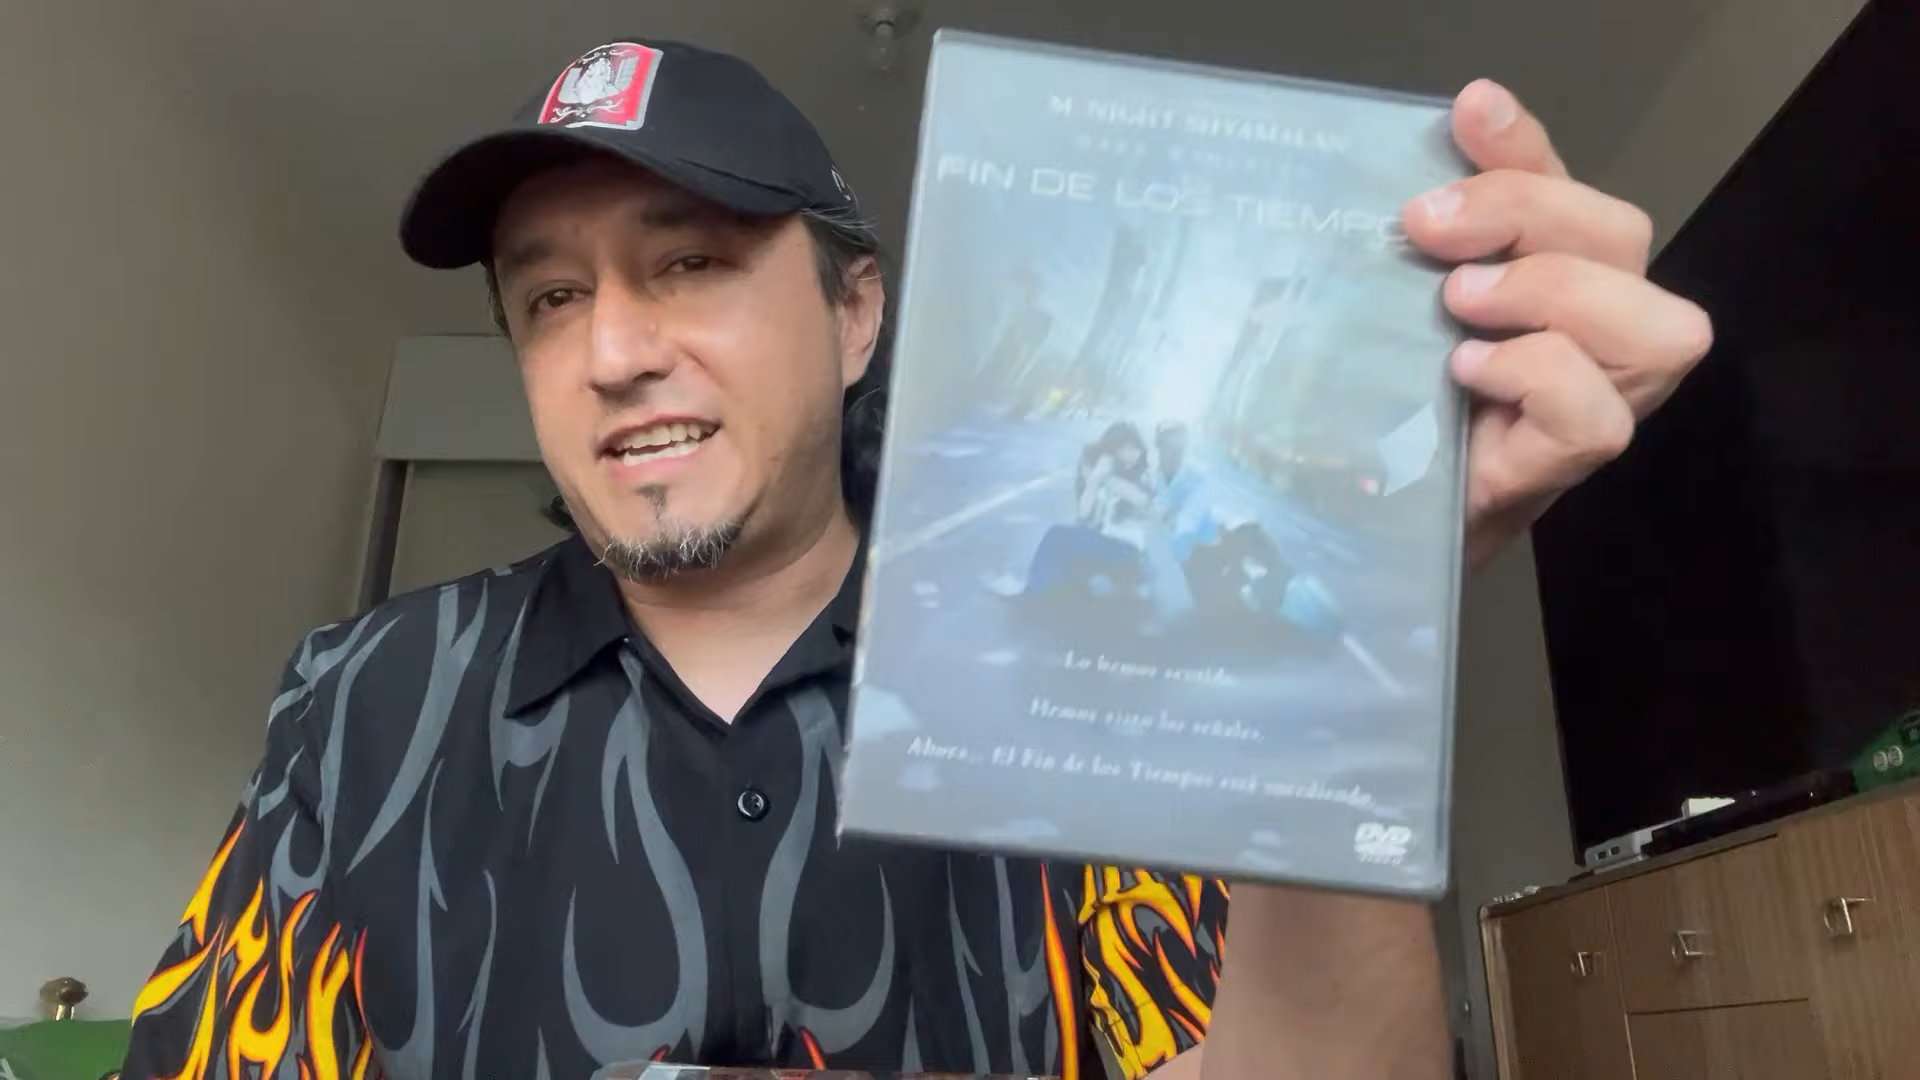 M. NIGHT SHYAMALAN
FIN DE LOS TIEMPO
Lo hemos sentido.
Hemos visto las señales.
Ahora... El Fin de los Tiempos está sucediendo.
DVD
VIDEO